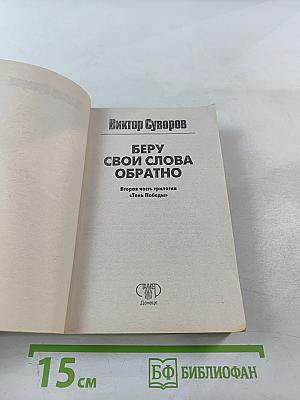 Виктор Суворов
БЕРУ
СВОИ СЛОВА
ОБРАТНО
Вторая часть трилогии
«Тень Победы»
Донецк
15 см
БФ БИБЛИОФАН